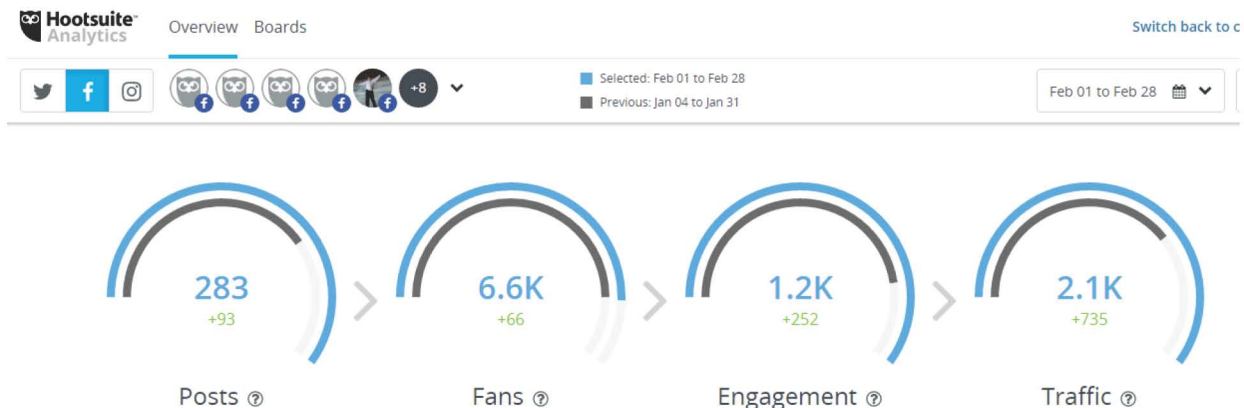 Hootsuite™
Analytics
Overview Boards
Switch back to c
+8
Selected: Feb 01 to Feb 28
Previous: Jan 04 to Jan 31
Feb 01 to Feb 28
283
+93
6.6K
+66
1.2K
+252
2.1K
+735
Posts ?
Fans ?
Engagement ?
Traffic ?